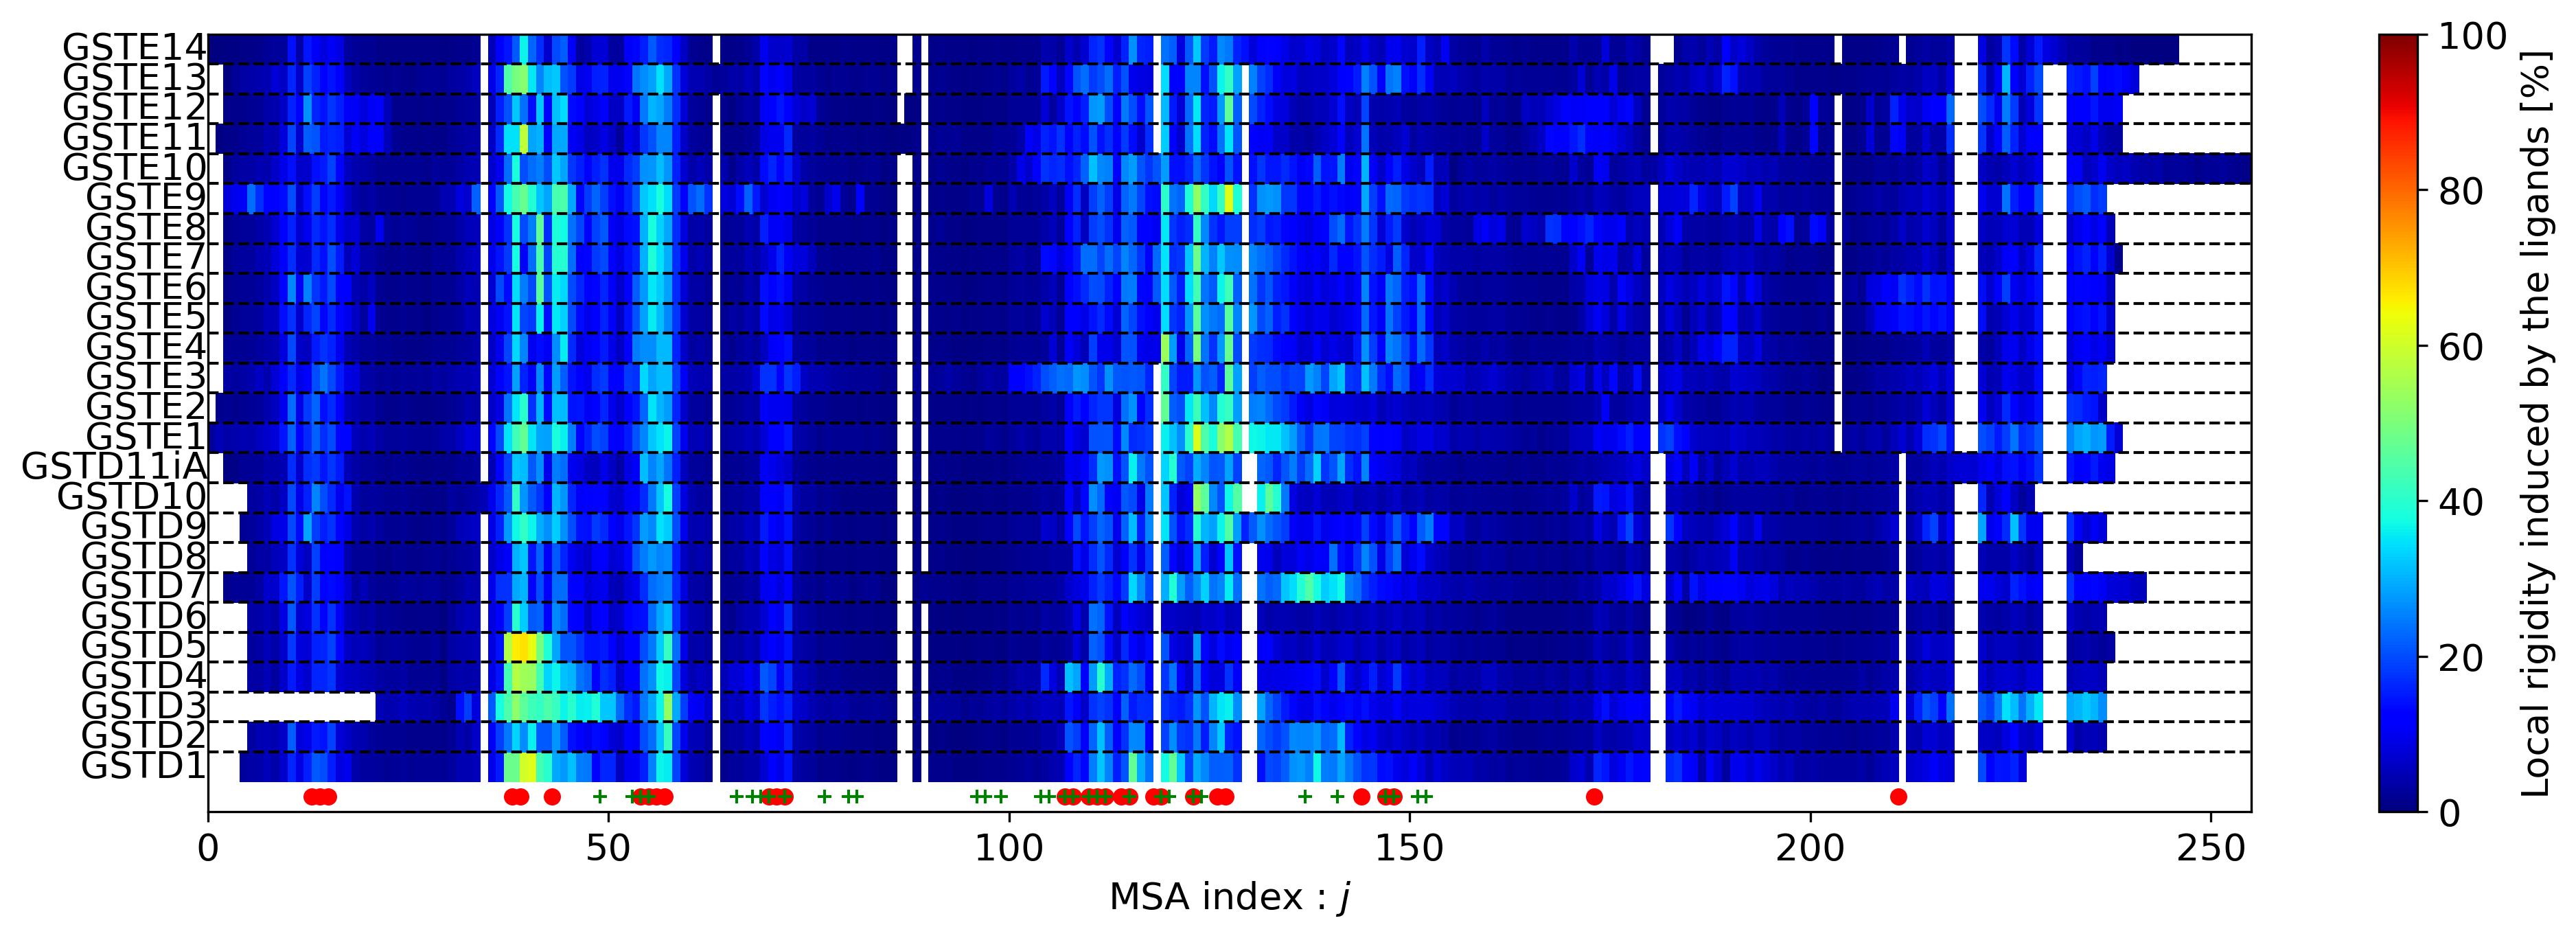 GSTE14
GSTE13
GSTE12
GSTE11
GSTE10
GSTE9
GSTE8
GSTE7
GSTE6
GSTE5
GSTE4
GSTE3
GSTE2
GSTE1
GSTD11iA
GSTD10
GSTD9
GSTD8
GSTD7
GSTD6
GSTD5
GSTD4
GSTD3
GSTD2
GSTD1
0 50 100 150 200 250
MSA index : j
100
80
60
40
20
0
Local rigidity induced by the ligands [%]